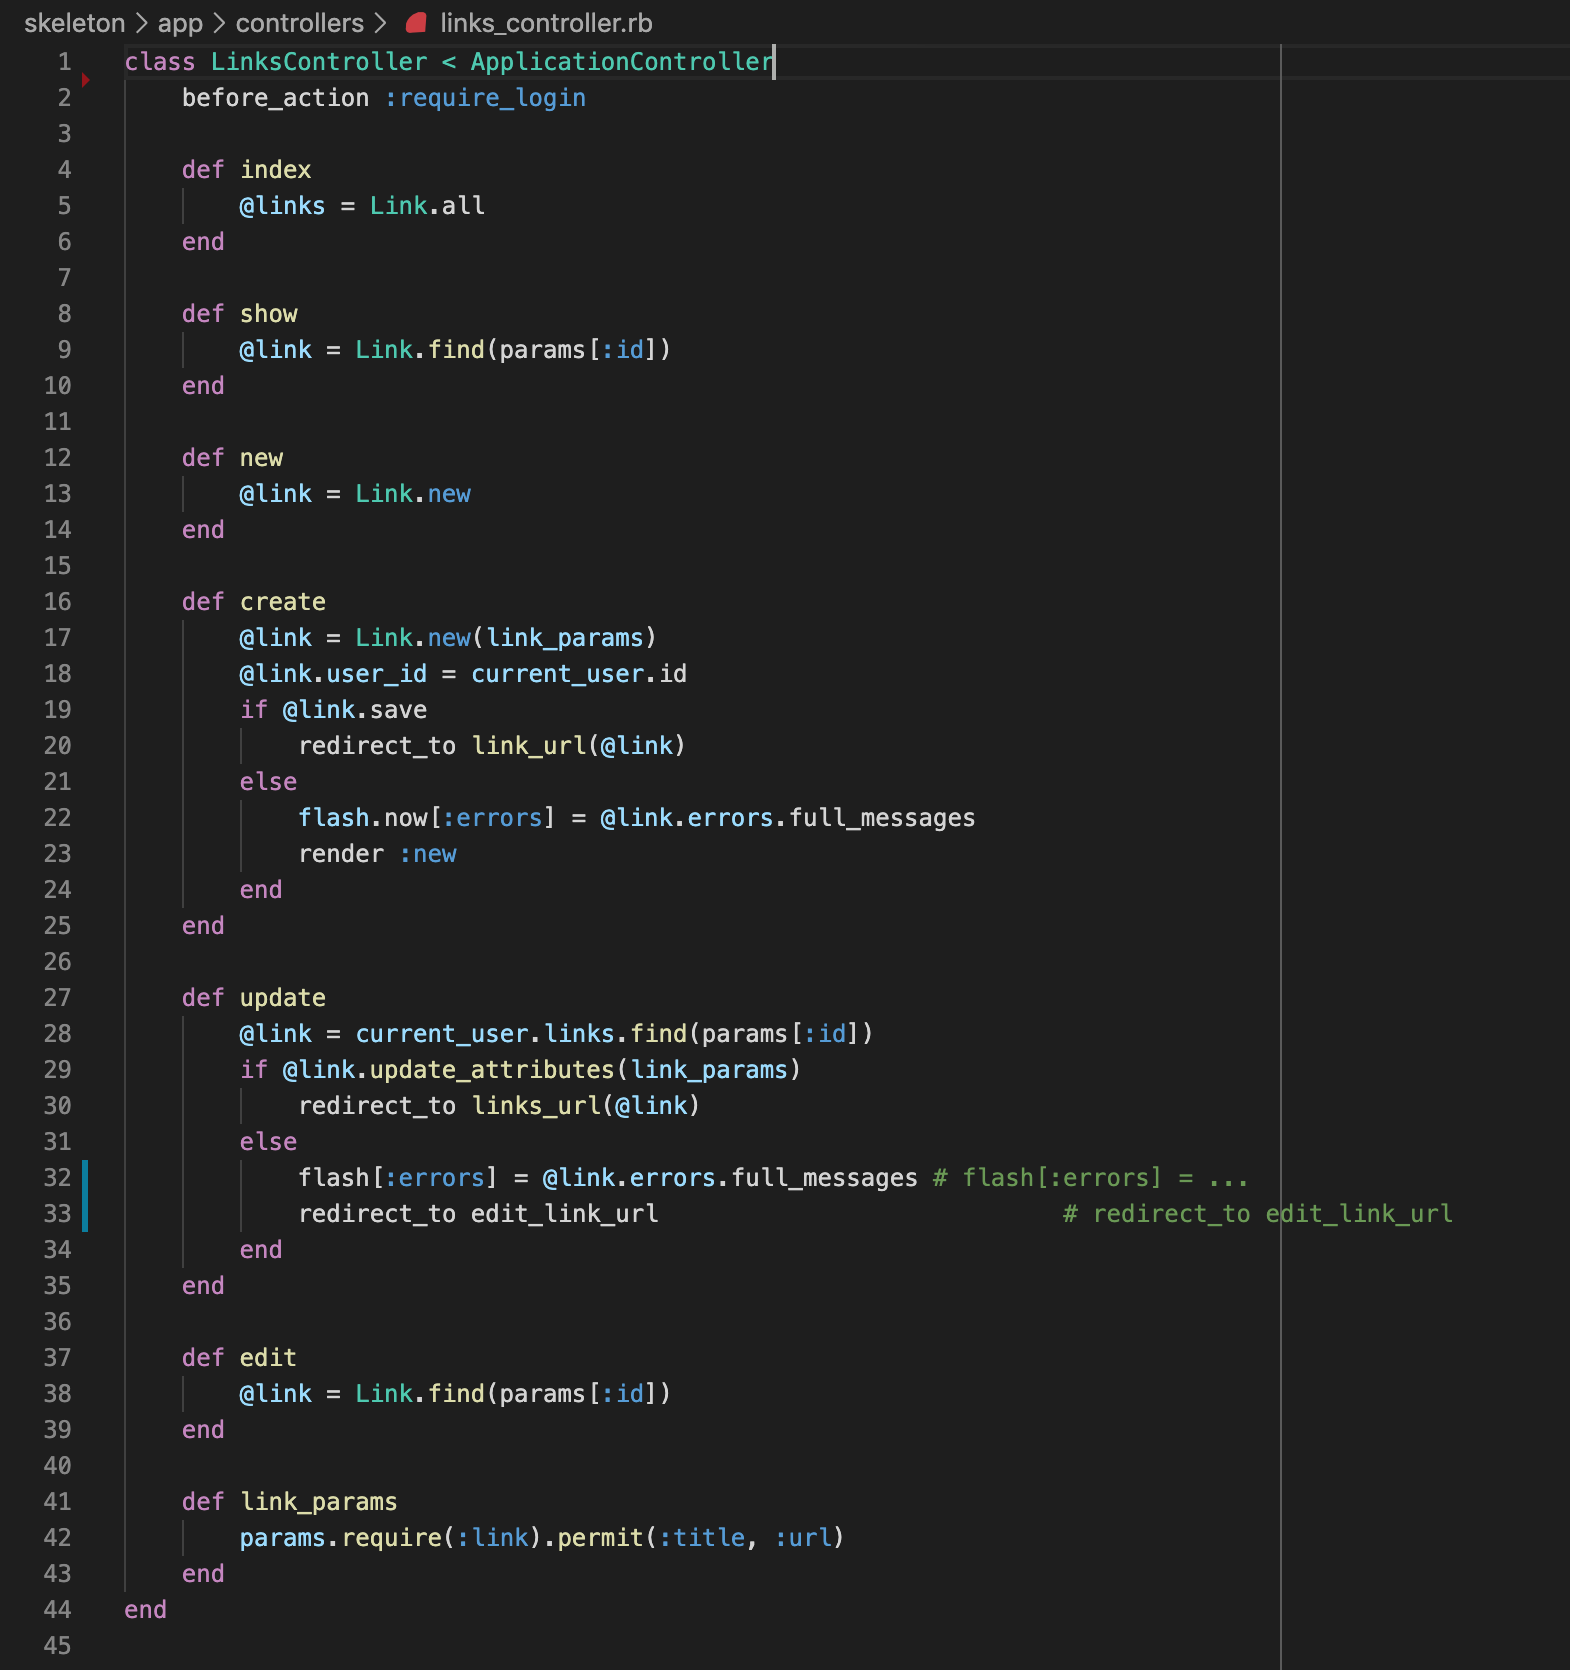 skeleton > app > controllers > links_controller.rb
1 class LinksController < ApplicationController
2     before_action :require_login
3
4     def index
5         @links = Link.all
6     end
7
8     def show
9         @link = Link.find(params[:id])
10     end
11
12     def new
13         @link = Link.new
14     end
15
16     def create
17         @link = Link.new(link_params)
18         @link.user_id = current_user.id
19         if @link.save
20             redirect_to link_url(@link)
21         else
22             flash.now[:errors] = @link.errors.full_messages
23             render :new
24         end
25     end
26
27     def update
28         @link = current_user.links.find(params[:id])
29         if @link.update_attributes(link_params)
30             redirect_to links_url(@link)
31         else
32             flash[:errors] = @link.errors.full_messages # flash[:errors] = ...
33             redirect_to edit_link_url                            # redirect_to edit_link_url
34         end
35     end
36
37     def edit
38         @link = Link.find(params[:id])
39     end
40
41     def link_params
42         params.require(:link).permit(:title, :url)
43     end
44 end
45